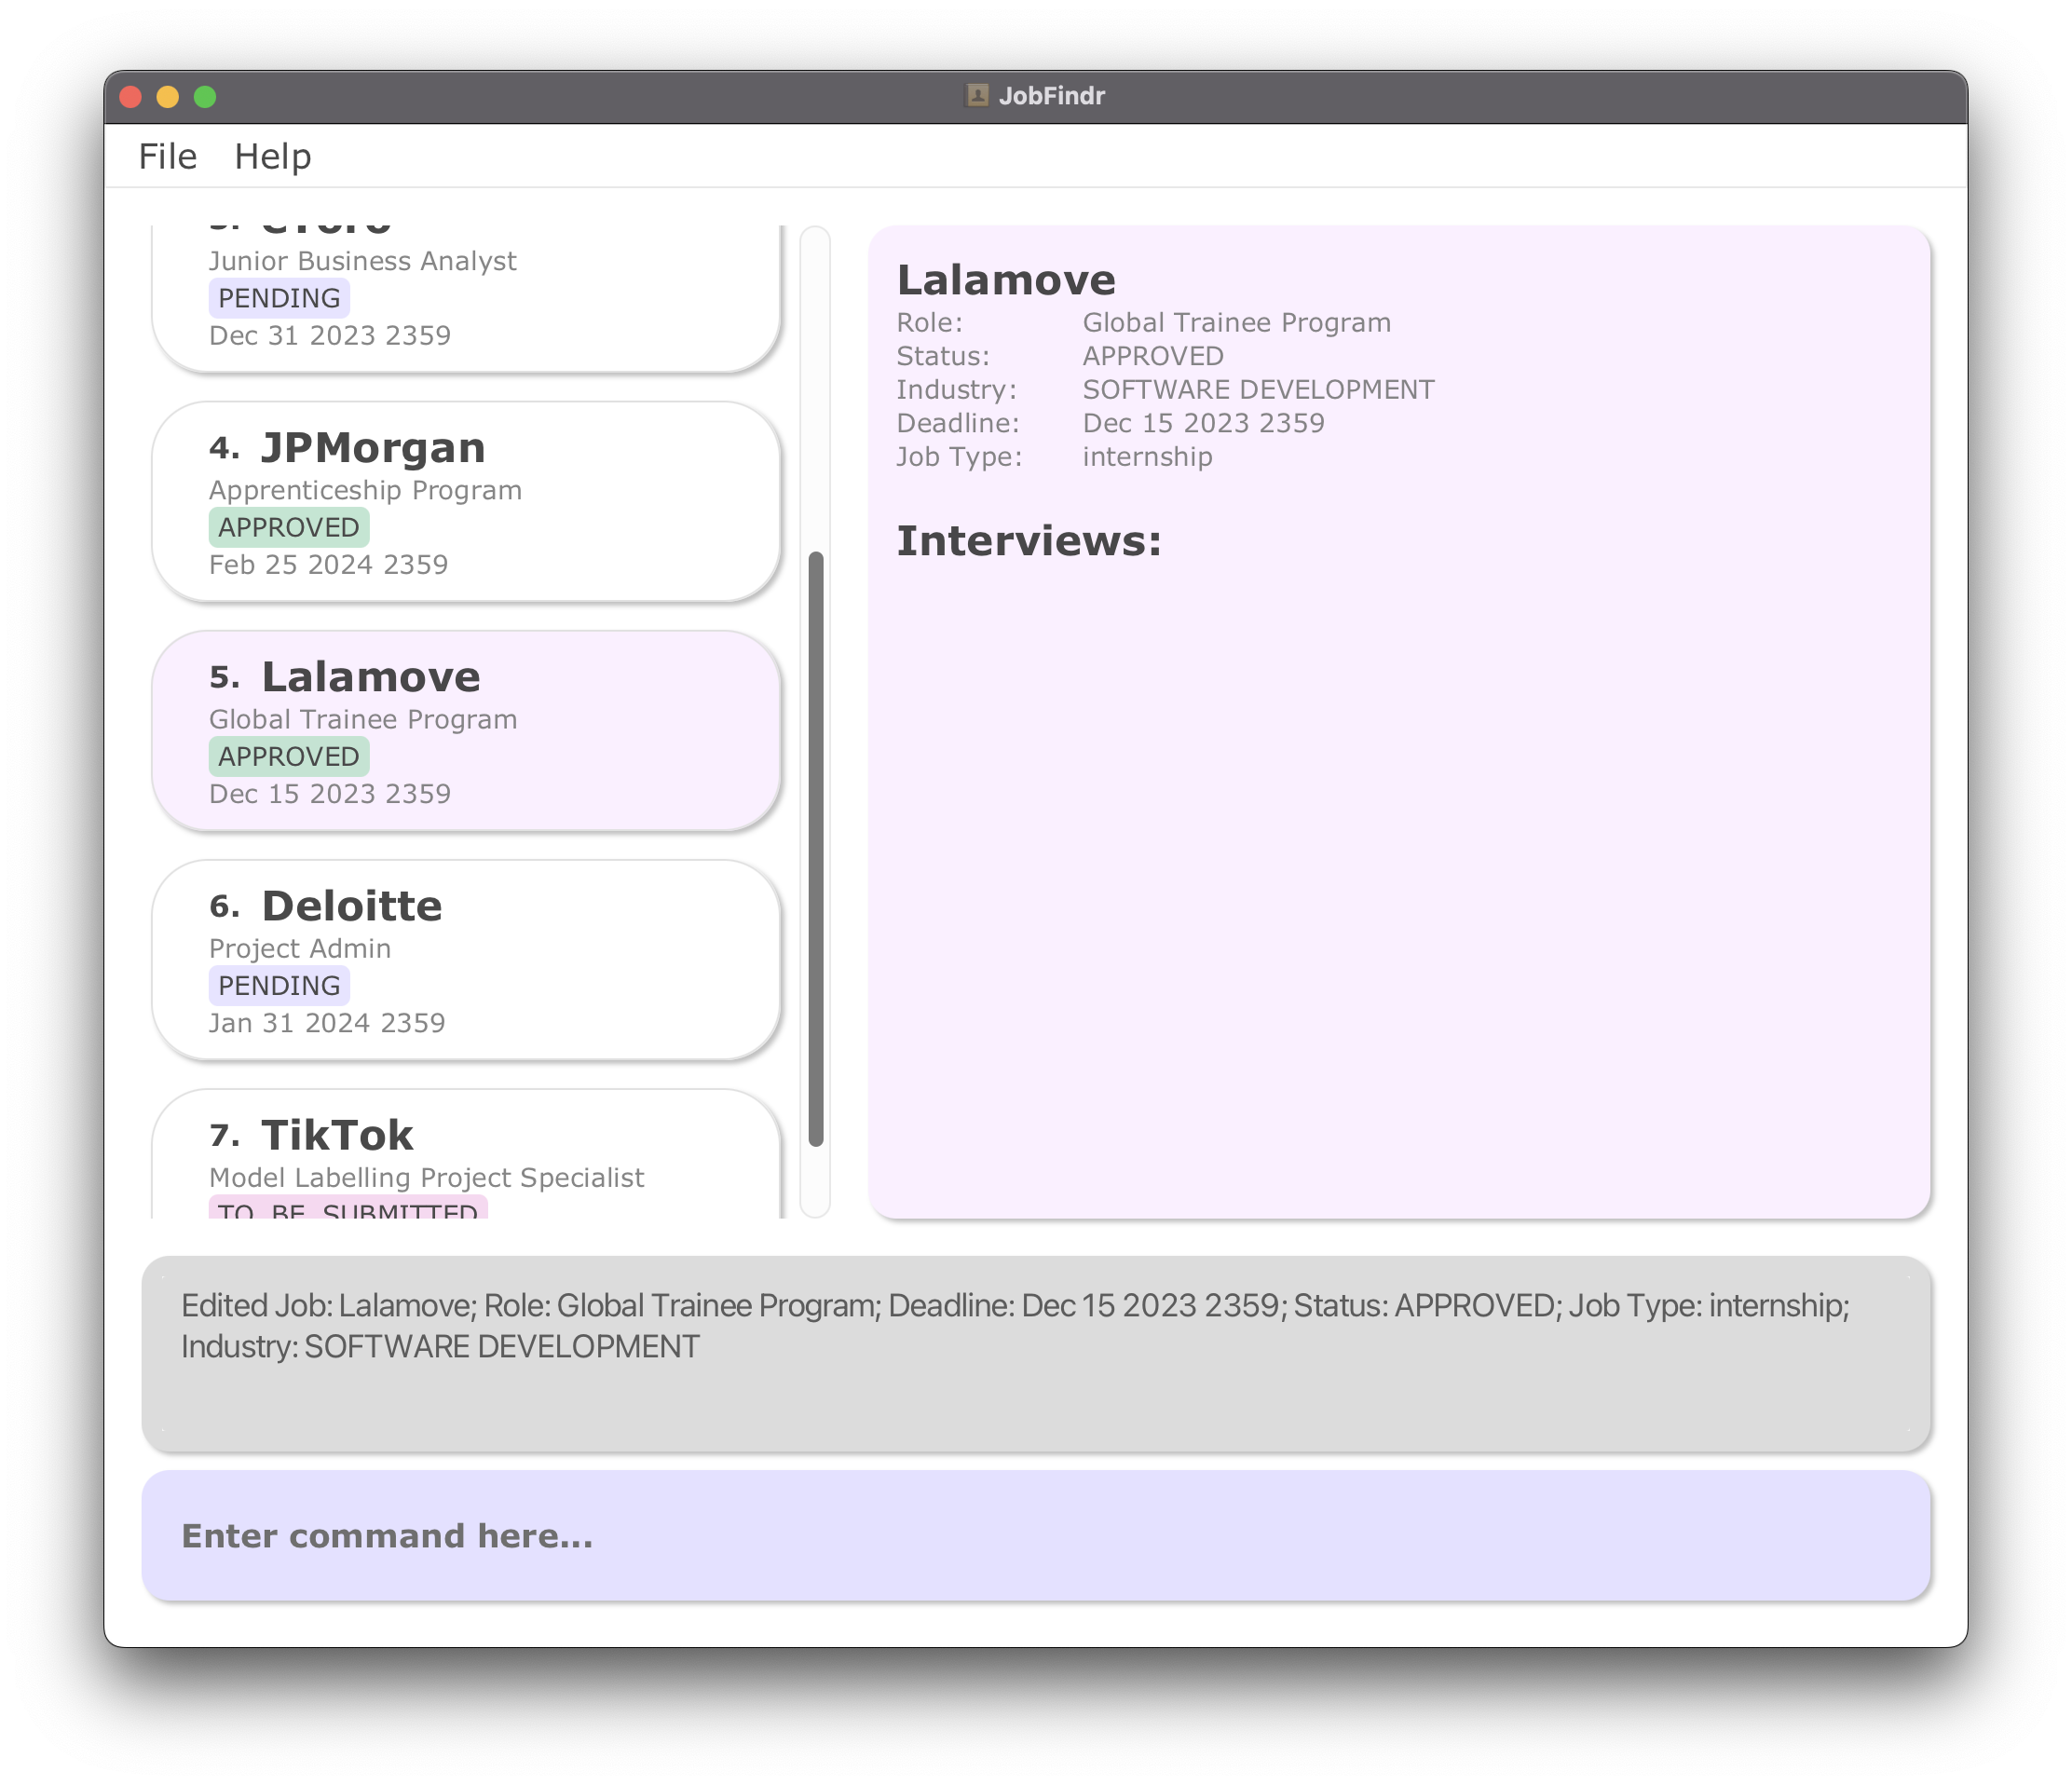 JobFindr
File Help
Junior Business Analyst
PENDING
Dec 31 2023 2359
4. JPMorgan
Apprenticeship Program
APPROVED
Feb 25 2024 2359
5. Lalamove
Global Trainee Program
APPROVED
Dec 15 2023 2359
6. Deloitte
Project Admin
PENDING
Jan 31 2024 2359
7. TikTok
Model Labelling Project Specialist
TO_BE_SUBMITTED
Lalamove
Role: Global Trainee Program
Status: APPROVED
Industry: SOFTWARE DEVELOPMENT
Deadline: Dec 15 2023 2359
Job Type: internship
Interviews:
Edited Job: Lalamove; Role: Global Trainee Program; Deadline: Dec 15 2023 2359; Status: APPROVED; Job Type: internship;
Industry: SOFTWARE DEVELOPMENT
Enter command here...